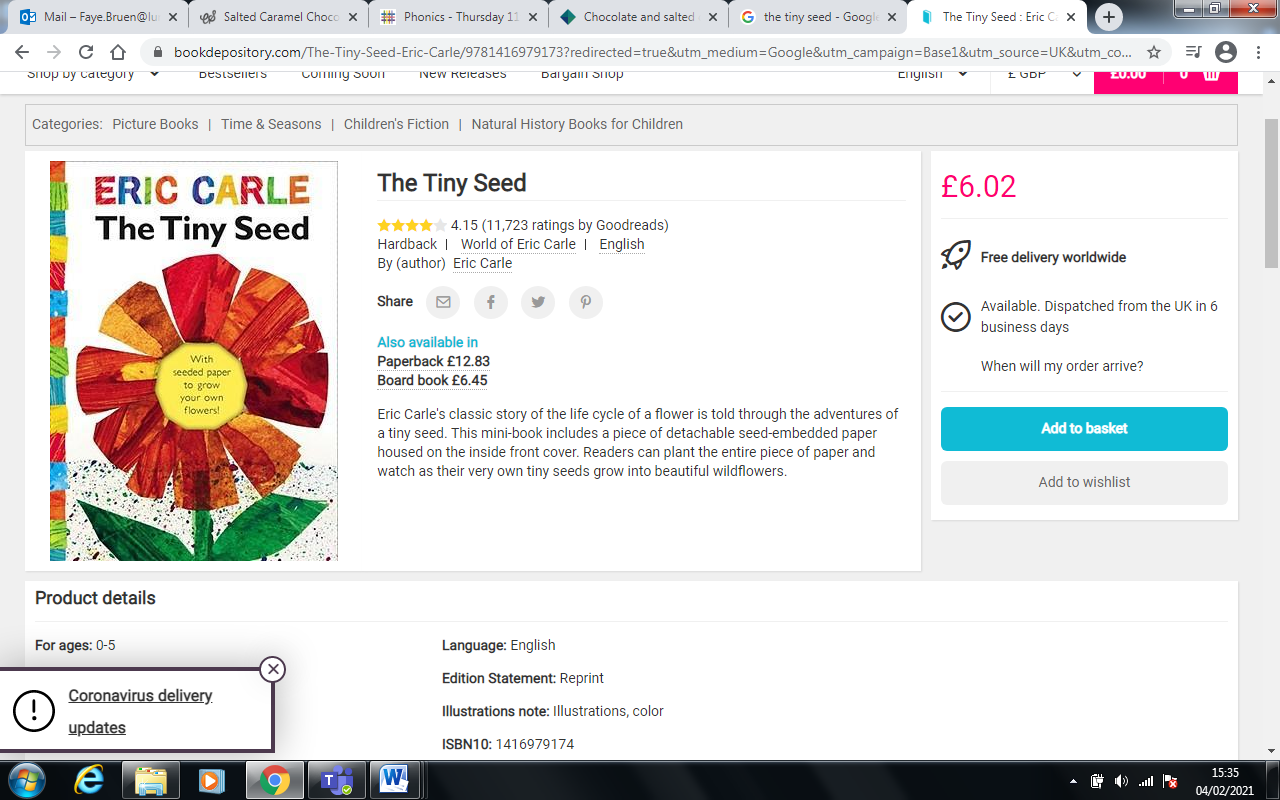 Mail – Faye.Bruen@lu
Salted Caramel Choco
Phonics - Thursday 11
Chocolate and salted
the tiny seed - Google
The Tiny Seed : Eric C
bookdepository.com/The-Tiny-Seed-Eric-Carle/9781416979173?redirected=true&utm_medium=Google&utm_campaign=Base1&utm_source=UK&utm_co...
Shop by category Bestsellers Coming Soon New Releases Bargain Shop English £ GBP £0.00 0
Categories: Picture Books | Time & Seasons | Children's Fiction | Natural History Books for Children
ERIC CARLE
The Tiny Seed
With
seeded paper
to grow
your own
flowers!
The Tiny Seed
4.15 (11,723 ratings by Goodreads)
Hardback | World of Eric Carle | English
By (author) Eric Carle
Share
Also available in
Paperback £12.83
Board book £6.45
Eric Carle's classic story of the life cycle of a flower is told through the adventures of
a tiny seed. This mini-book includes a piece of detachable seed-embedded paper
housed on the inside front cover. Readers can plant the entire piece of paper and
watch as their very own tiny seeds grow into beautiful wildflowers.
£6.02
Free delivery worldwide
Available. Dispatched from the UK in 6
business days
When will my order arrive?
Add to basket
Add to wishlist
Product details
For ages: 0-5
Language: English
Edition Statement: Reprint
Illustrations note: Illustrations, color
ISBN10: 1416979174
Coronavirus delivery
updates
15:35
04/02/2021